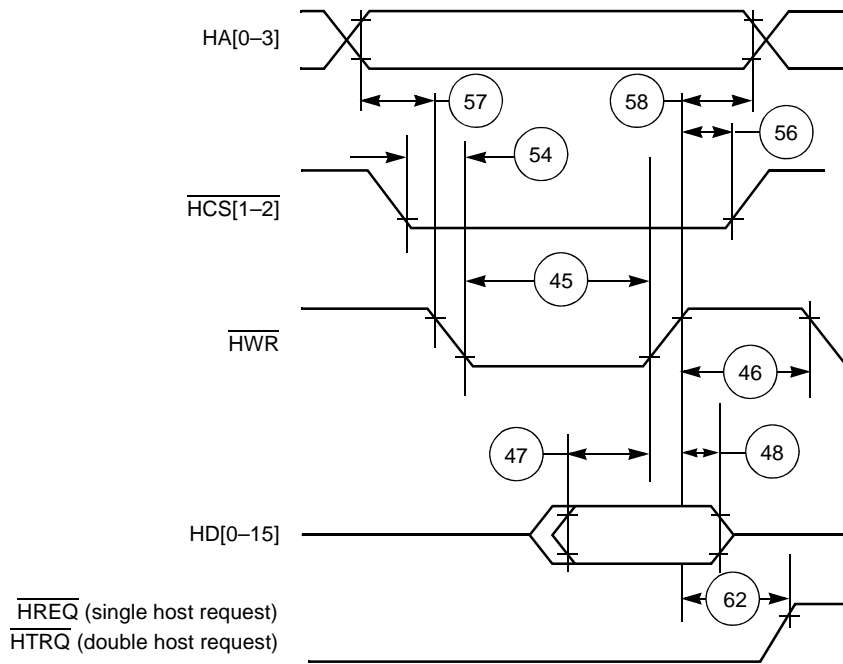 HA[0–3]
57
58
56
54
HCS[1–2]
45
HWR
46
47
48
HD[0–15]
62
HREQ (single host request)
HTRQ (double host request)